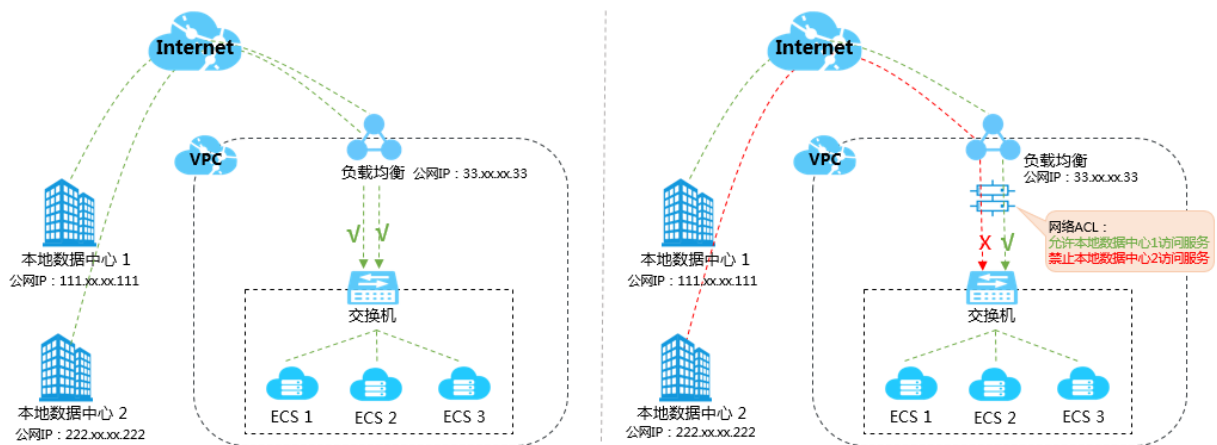 Internet
VPC
负载均衡 公网IP：33.xx.xx.33
√ √
本地数据中心 1
公网IP：111.xx.xx.111
交换机
ECS 1 ECS 2 ECS 3
本地数据中心 2
公网IP：222.xx.xx.222
Internet
VPC
负载均衡
公网IP：33.xx.xx.33
网络ACL：
允许本地数据中心1访问服务
禁止本地数据中心2访问服务
X √
本地数据中心 1
公网IP：111.xx.xx.111
交换机
ECS 1 ECS 2 ECS 3
本地数据中心 2
公网IP：222.xx.xx.222